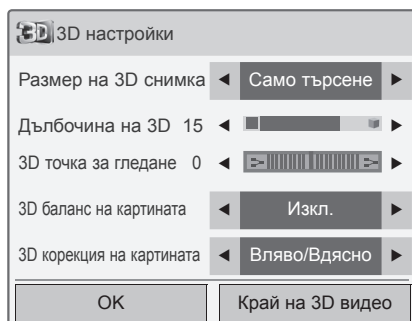 3D 3D настройки
Размер на 3D снимка Само търсене
Дълбочина на 3D 15
3D точка за гледане 0
3D баланс на картината Изкл.
3D корекция на картината Вляво/Вдясно
OK Край на 3D видео